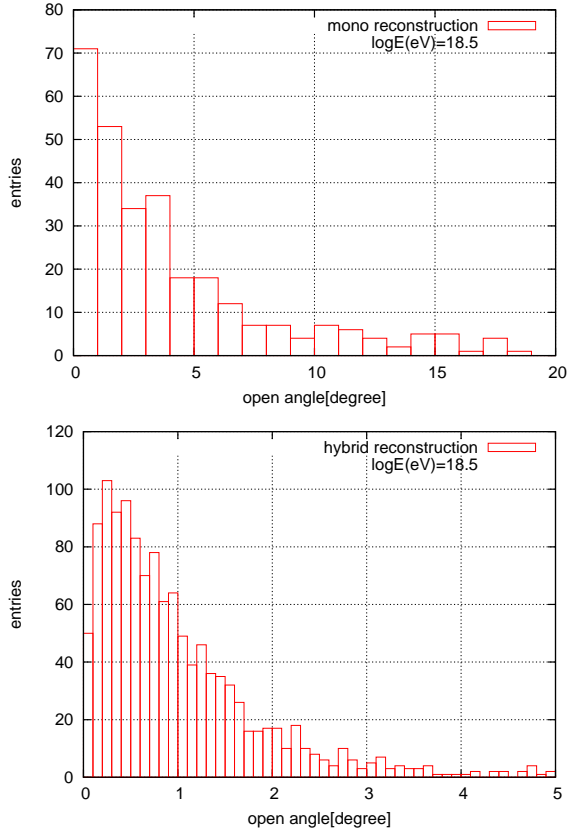 80
70
60
50
40
30
20
10
0
entries
mono reconstruction
logE(eV)=18.5
0 5 10 15 20
open angle[degree]
120
100
80
60
40
20
0
entries
hybrid reconstruction
logE(eV)=18.5
0 1 2 3 4 5
open angle[degree]